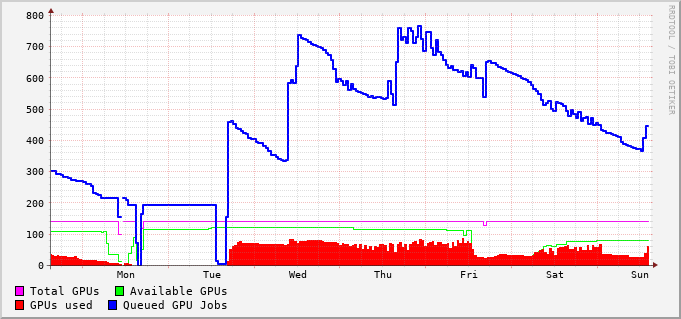 800
700
600
500
400
300
200
100
0
Mon Tue Wed Thu Fri Sat Sun
Total GPUs Available GPUs
GPUs used Queued GPU Jobs
RRDTOOL / TOBI OETIKER